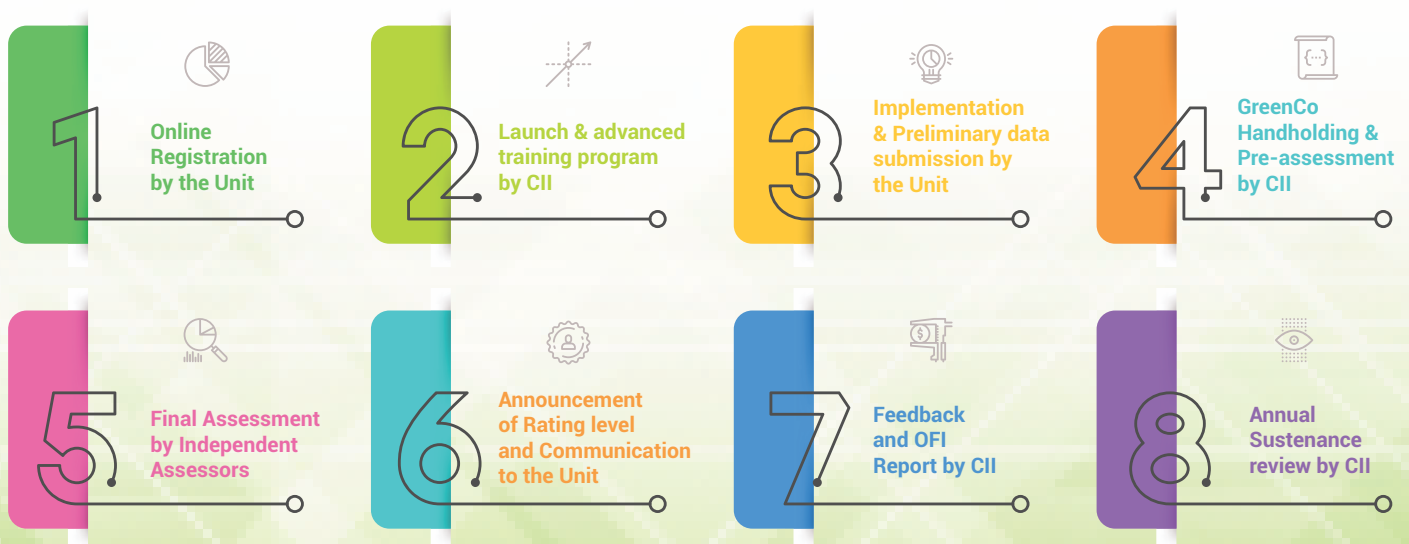 1
Online
Registration
by the Unit
2
Launch & advanced
training program
by CII
3
Implementation
& Preliminary data
submission by
the Unit
4
{...}
GreenCo
Handholding &
Pre-assessment
by CII
5
Final Assessment
by Independent
Assessors
6
Announcement
of Rating level
and Communication
to the Unit
7
$
Feedback
and OFI
Report by CII
8
Annual
Sustenance
review by CII